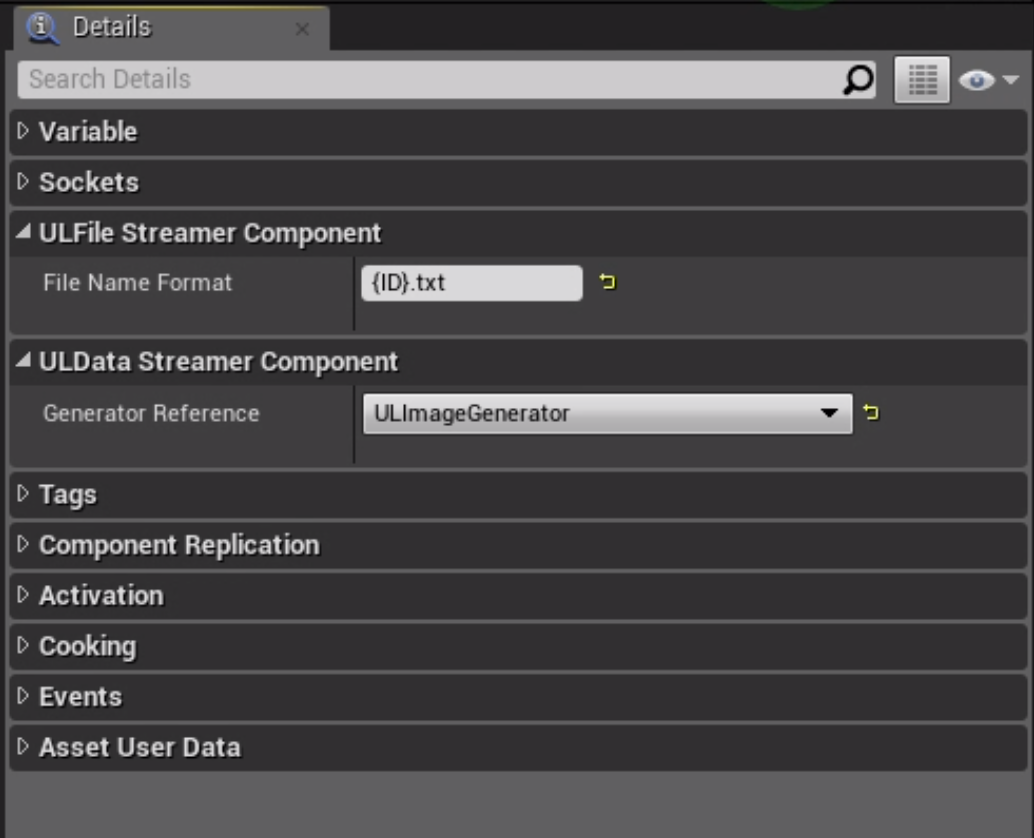 Details
Search Details
Variable
Sockets
ULFile Streamer Component
File Name Format {ID}.txt
ULData Streamer Component
Generator Reference ULImageGenerator
Tags
Component Replication
Activation
Cooking
Events
Asset User Data